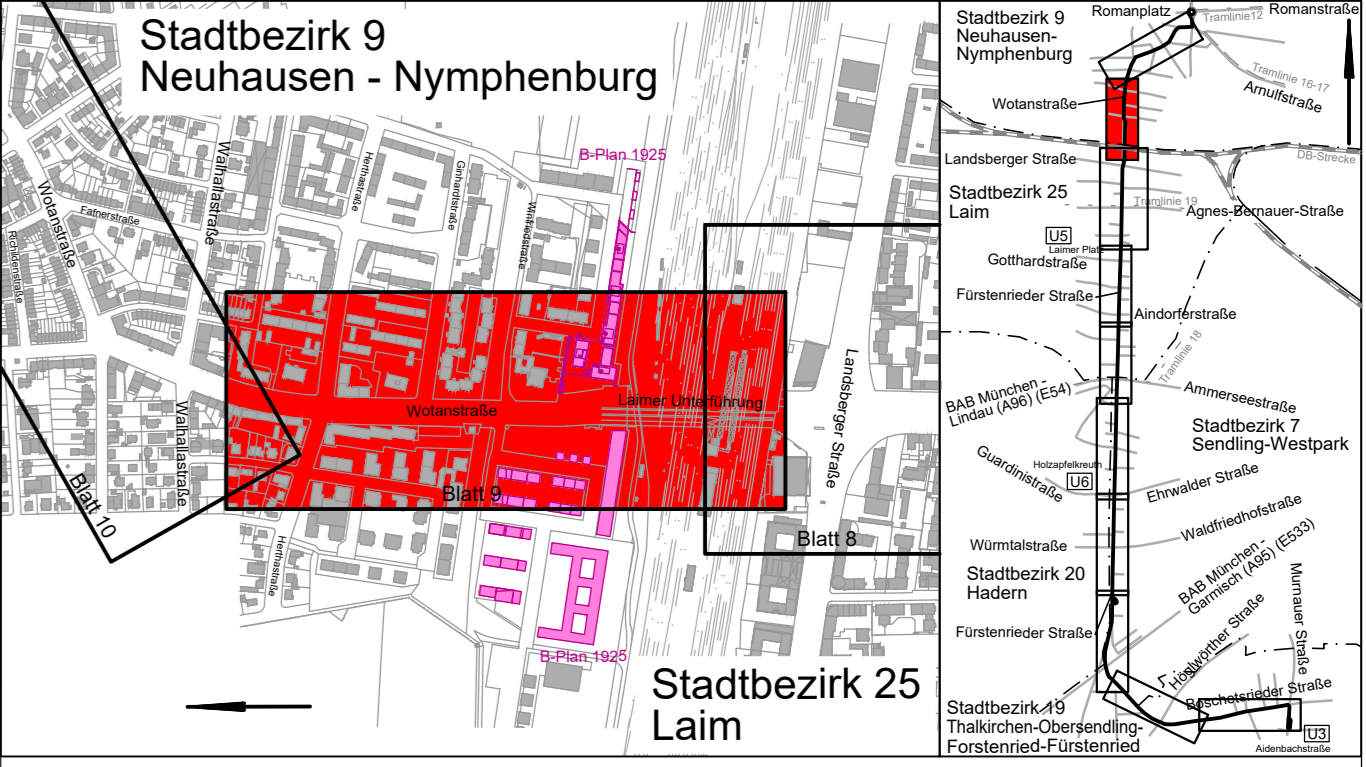 Stadtbezirk 9
Neuhausen - Nymphenburg
B-Plan 1925
Walhallastraße
Herthastraße
Ginhardtstraße
Winfriedstraße
Wotanstraße
Fafnerstraße
Richildenstraße
Wotanstraße
Laimer Unterführung
Landsberger Straße
Walhallastraße
Blatt 10
Blatt 9
Blatt 8
Herthastraße
B-Plan 1925
Stadtbezirk 25
Laim
Stadtbezirk 9
Neuhausen-
Nymphenburg
Romanplatz
Romanstraße
Tramlinie12
Tramlinie 16-17
Arnulfstraße
Wotanstraße
Landsberger Straße
DB-Strecke
Stadtbezirk 25
Laim
Tramlinie 19
Agnes-Bernauer-Straße
U5
Laimer Platz
Gotthardstraße
Fürstenrieder Straße
Aindorferstraße
Tramlinie 18
BAB München -
Lindau (A96) (E54)
Ammerseestraße
Stadtbezirk 7
Sendling-Westpark
Guardinistraße
Holzapfelkreuth
U6
Ehrwalder Straße
Waldfriedhofstraße
Würmtalstraße
Stadtbezirk 20
Hadern
BAB München -
Garmisch (A95) (E533)
Fürstenrieder Straße
Höglwörther Straße
Murnauer Straße
Boschetsrieder Straße
Stadtbezirk 19
Thalkirchen-Obersendling-
Forstenried-Fürstenried
U3
Aidenbachstraße